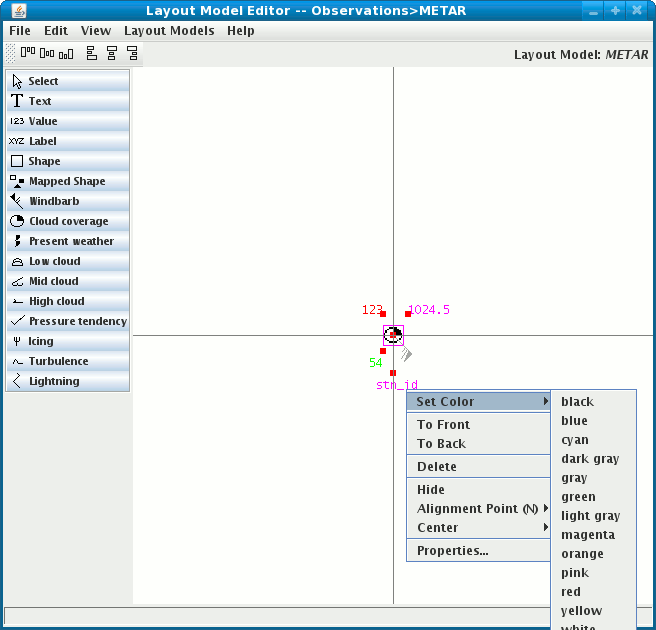 Layout Model Editor -- Observations>METAR
File Edit View Layout Models Help
Layout Model: METAR
Select
T Text
123 Value
XYZ Label
Shape
Mapped Shape
Windbarb
Cloud coverage
Present weather
Low cloud
Mid cloud
High cloud
Pressure tendency
Icing
Turbulence
Lightning
123
1024.5
54
stn_id
Set Color
To Front
To Back
Delete
Hide
Alignment Point (N)
Center
Properties...
black
blue
cyan
dark gray
gray
green
light gray
magenta
orange
pink
red
yellow
white